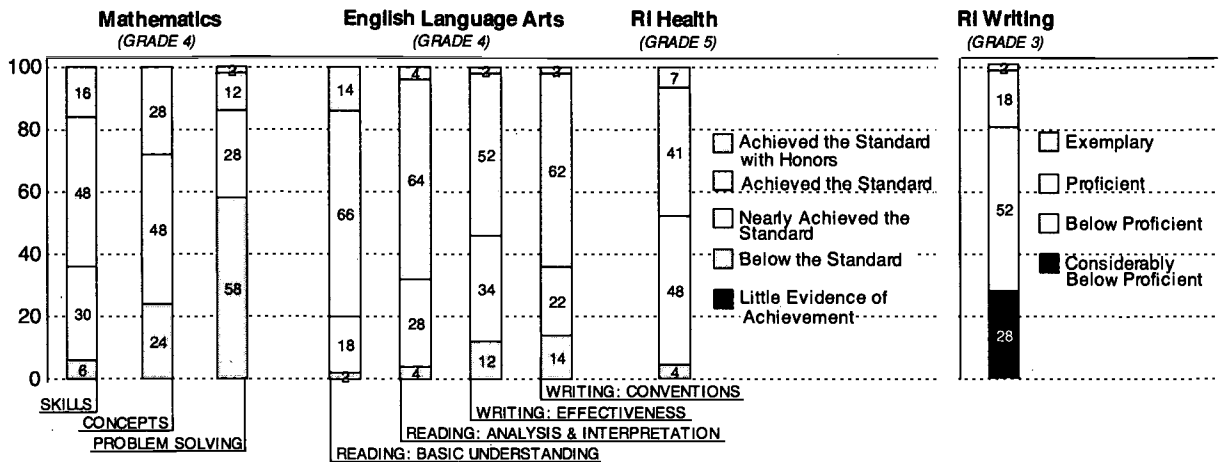 Mathematics
(GRADE 4)
English Language Arts
(GRADE 4)
RI Health
(GRADE 5)
RI Writing
(GRADE 3)
100
80
60
40
20
0
16
48
30
6
28
48
24
2
12
28
58
14
66
18
2
4
64
28
4
2
52
34
12
2
62
22
14
7
41
48
4
Achieved the Standard
with Honors
Achieved the Standard
Nearly Achieved the
Standard
Below the Standard
Little Evidence of
Achievement
2
18
52
28
Exemplary
Proficient
Below Proficient
Considerably
Below Proficient
SKILLS
CONCEPTS
PROBLEM SOLVING
WRITING: CONVENTIONS
WRITING: EFFECTIVENESS
READING: ANALYSIS & INTERPRETATION
READING: BASIC UNDERSTANDING